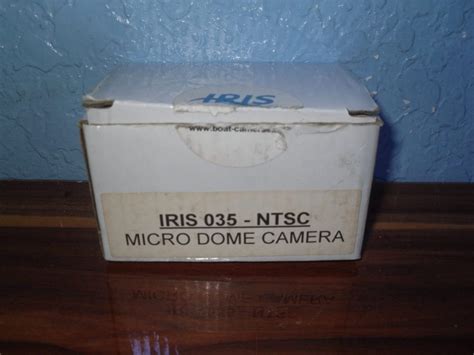 IRIS
IRIS 035 - NTSC
MICRO DOME CAMERA